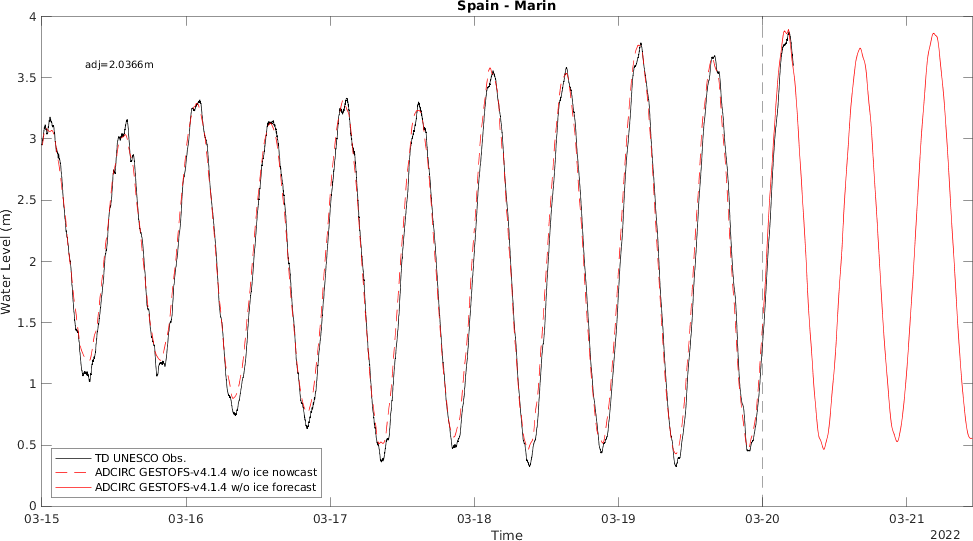 Spain - Marin
4
3.5
3
2.5
2
1.5
1
0.5
0
Water Level (m)
adj=2.0366m
TD UNESCO Obs.
ADCIRC GESTOFS-v4.1.4 w/o ice nowcast
ADCIRC GESTOFS-v4.1.4 w/o ice forecast
03-15 03-16 03-17 03-18 03-19 03-20 03-21
Time
2022